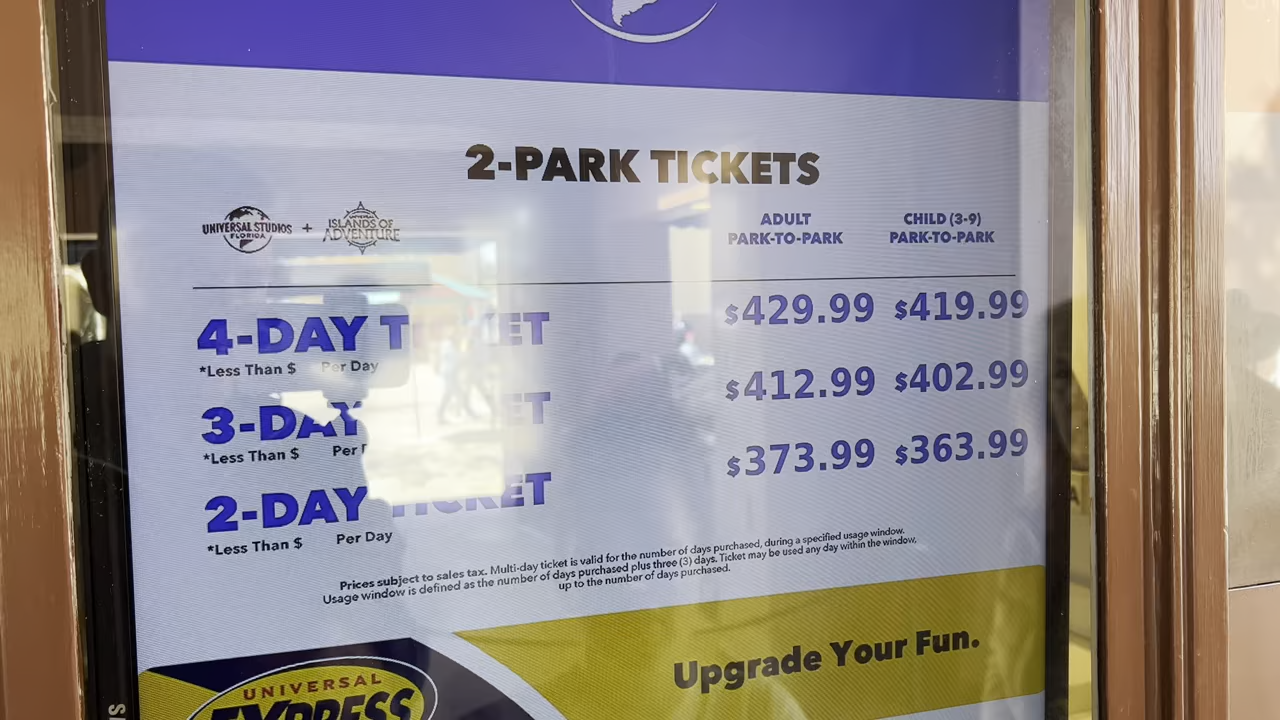 2-PARK TICKETS
UNIVERSAL STUDIOS FLORIDA + UNIVERSAL ISLANDS OF ADVENTURE
ADULT PARK-TO-PARK
CHILD (3-9) PARK-TO-PARK
4-DAY $429.99 $419.99
*Less Than $ Per Day
3-DAY $412.99 $402.99
*Less Than $ Per
2-DAY TICKET $373.99 $363.99
*Less Than $ Per Day
Prices subject to sales tax. Multi-day ticket is valid for the number of days purchased, during a specified usage window.
Usage window is defined as the number of days purchased plus three (3) days. Ticket may be used any day within the window,
up to the number of days purchased.
Upgrade Your Fun.
UNIVERSAL
EXPRESS